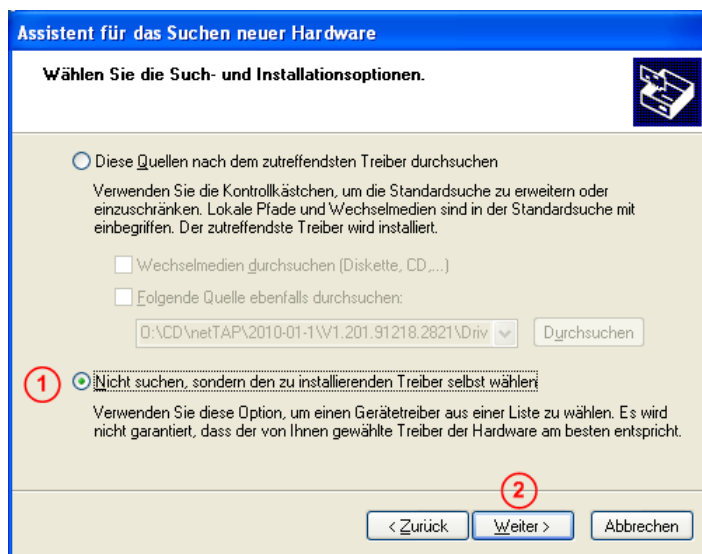 Assistent für das Suchen neuer Hardware
Wählen Sie die Such- und Installationsoptionen.
Diese Quellen nach dem zutreffendsten Treiber durchsuchen
Verwenden Sie die Kontrollkästchen, um die Standardsuche zu erweitern oder
einzuschränken. Lokale Pfade und Wechselmedien sind in der Standardsuche mit
einbegriffen. Der zutreffendste Treiber wird installiert.
Wechselmedien durchsuchen (Diskette, CD,...)
Folgende Quelle ebenfalls durchsuchen:
O:\CD\netTAP\2010-01-1\V1.201.91218.2821\Driv
Durchsuchen
1
Nicht suchen, sondern den zu installierenden Treiber selbst wählen
Verwenden Sie diese Option, um einen Gerätetreiber aus einer Liste zu wählen. Es wird
nicht garantiert, dass der von Ihnen gewählte Treiber der Hardware am besten entspricht.
2
< Zurück
Weiter >
Abbrechen